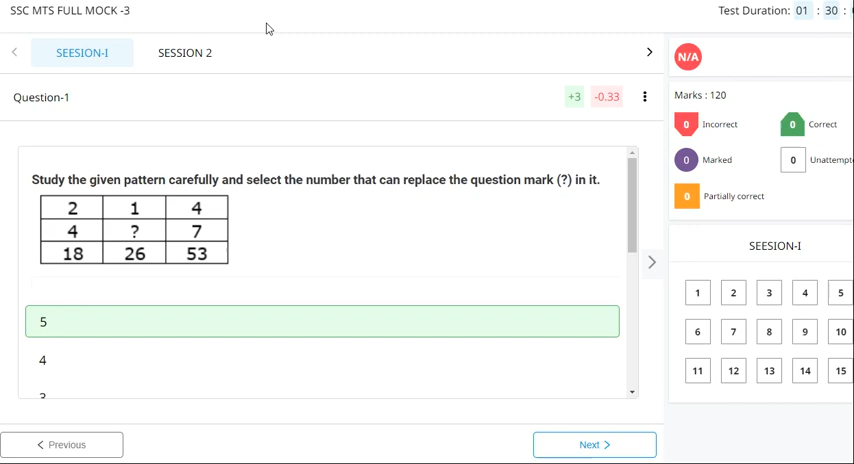 SSC MTS FULL MOCK -3
Test Duration: 01 : 30 :
SEESION-I
SESSION 2
N/A
Question-1
+3
-0.33
Marks : 120
0 Incorrect
0 Correct
0 Marked
0 Unattempt
0 Partially correct
Study the given pattern carefully and select the number that can replace the question mark (?) in it.
2 1 4
4 ? 7
18 26 53
5
4
SEESION-I
1 2 3 4 5
6 7 8 9 10
11 12 13 14 15
Previous
Next